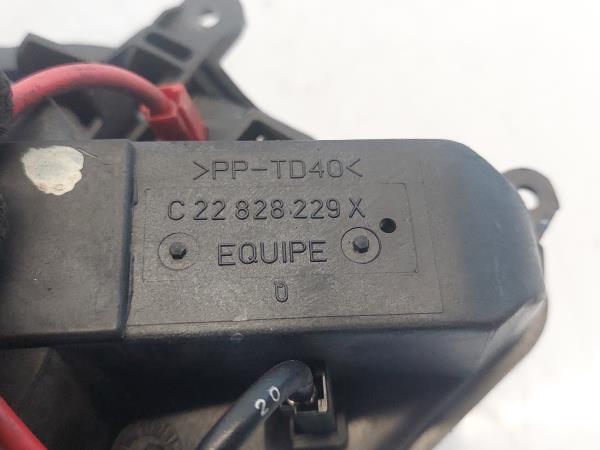 >PP-TD40<
C 22 828 229 X
EQUIPE
D
20